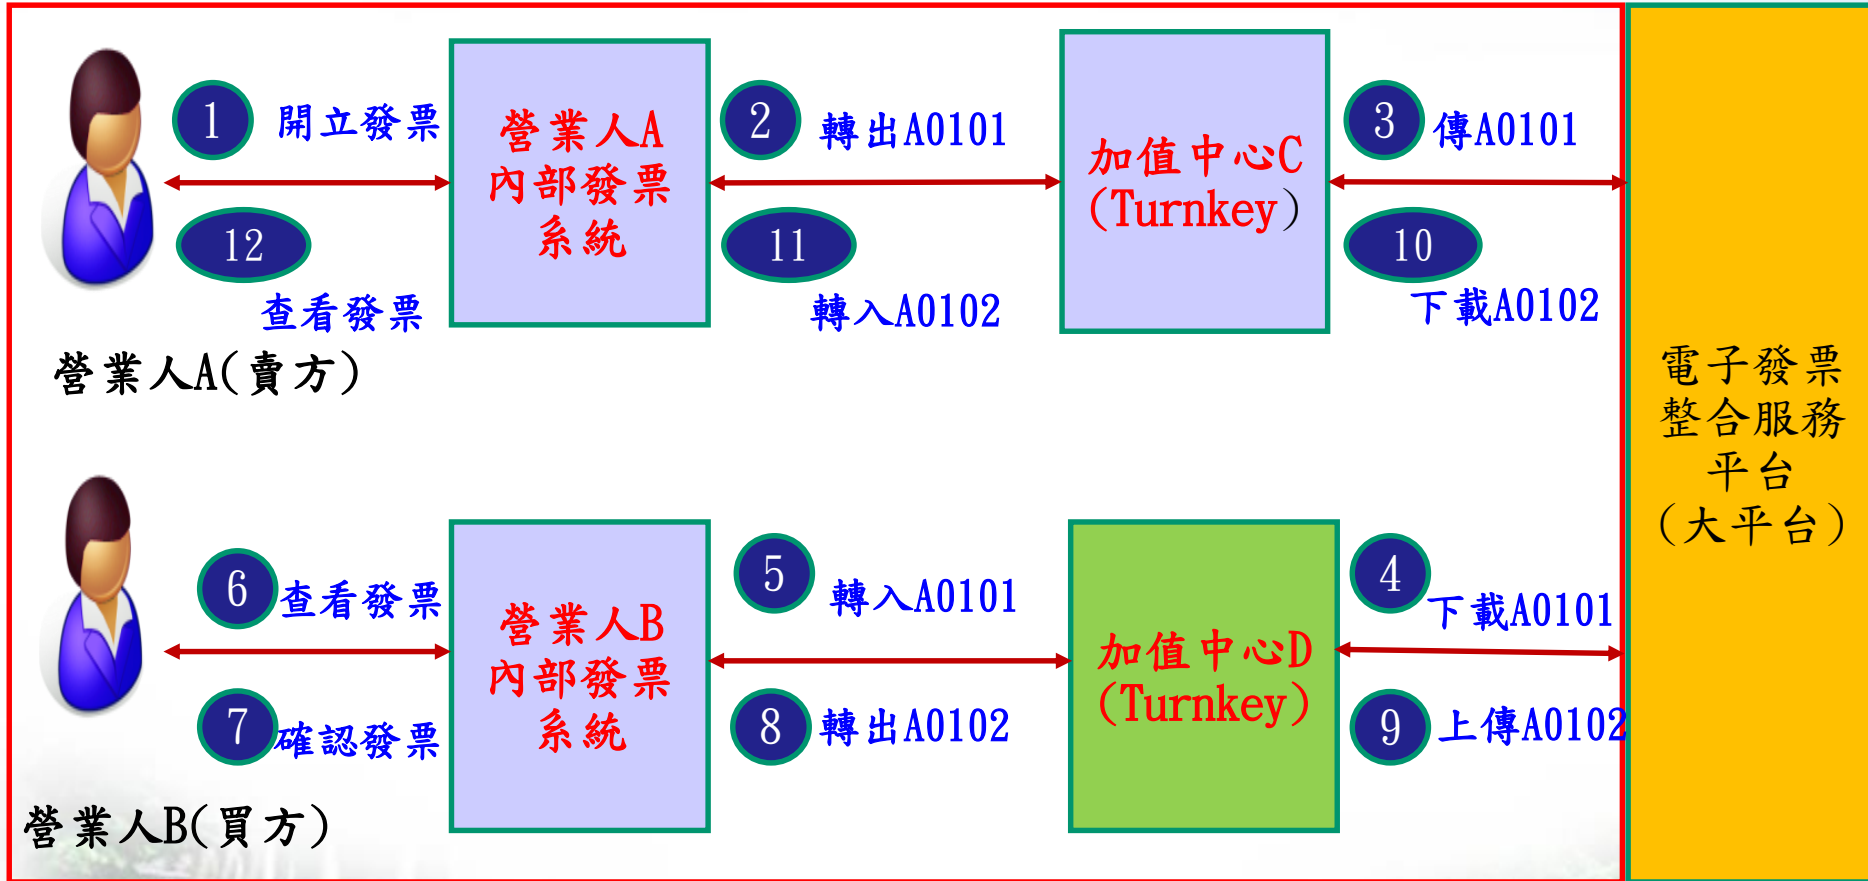 1
開立發票
營業人A
內部發票
系統
2
轉出A0101
加值中心C
(Turnkey)
3
傳A0101
12
查看發票
11
轉入A0102
10
下載A0102
營業人A(賣方)
電子發票
整合服務
平台
(大平台)
6
查看發票
營業人B
內部發票
系統
5
轉入A0101
加值中心D
(Turnkey)
4
下載A0101
7
確認發票
8
轉出A0102
9
上傳A0102
營業人B(買方)